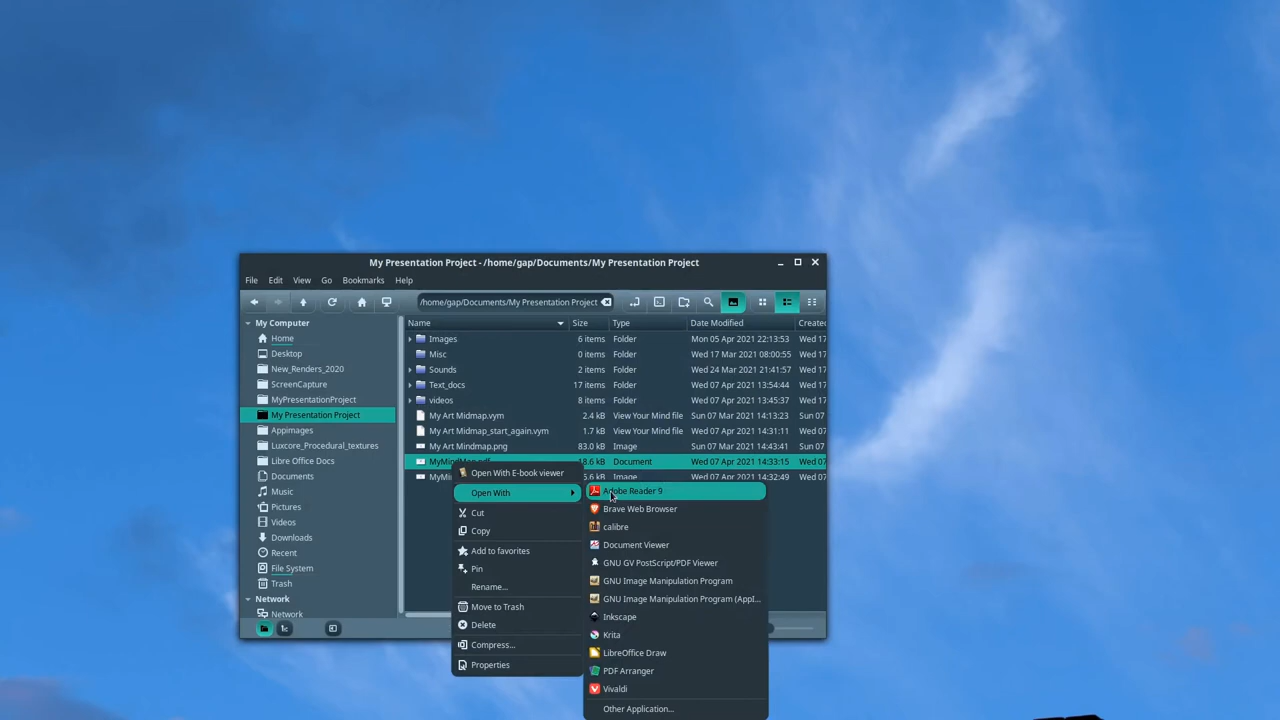 My Presentation Project - /home/gap/Documents/My Presentation Project
File Edit View Go Bookmarks Help
/home/gap/Documents/My Presentation Project
My Computer
Home
Desktop
New_Renders_2020
ScreenCapture
MyPresentationProject
My Presentation Project
Appimages
Luxcore_Procedural_textures
Libre Office Docs
Documents
Music
Pictures
Videos
Downloads
Recent
File System
Trash
Network
Network
Name Size Type Date Modified Created
Images 6 items Folder Mon 05 Apr 2021 22:13:53 Wed 17
Misc 0 items Folder Wed 17 Mar 2021 08:00:55 Wed 17
Sounds 2 items Folder Wed 24 Mar 2021 21:41:57 Wed 17
Text_docs 17 items Folder Wed 07 Apr 2021 13:54:44 Wed 17
videos 8 items Folder Wed 07 Apr 2021 13:45:37 Wed 17
My Art Midmap.vym 2.4 kB View Your Mind file Sun 07 Mar 2021 14:13:23 Sun 07
My Art Midmap_start_again.vym 1.7 kB View Your Mind file Wed 07 Apr 2021 14:31:11 Wed 07
My Art Mindmap.png 83.0 kB Image Sun 07 Mar 2021 14:43:41 Sun 07
MyMindMap.pdf 18.6 kB Document Wed 07 Apr 2021 14:33:15 Wed 07
Image Wed 07 Apr 2021 14:32:49 Wed 07
Open With E-book viewer
Open With
Cut
Copy
Add to favorites
Pin
Rename...
Move to Trash
Delete
Compress...
Properties
Adobe Reader 9
Brave Web Browser
calibre
Document Viewer
GNU GV PostScript/PDF Viewer
GNU Image Manipulation Program
GNU Image Manipulation Program (AppI...
Inkscape
Krita
LibreOffice Draw
PDF Arranger
Vivaldi
Other Application...